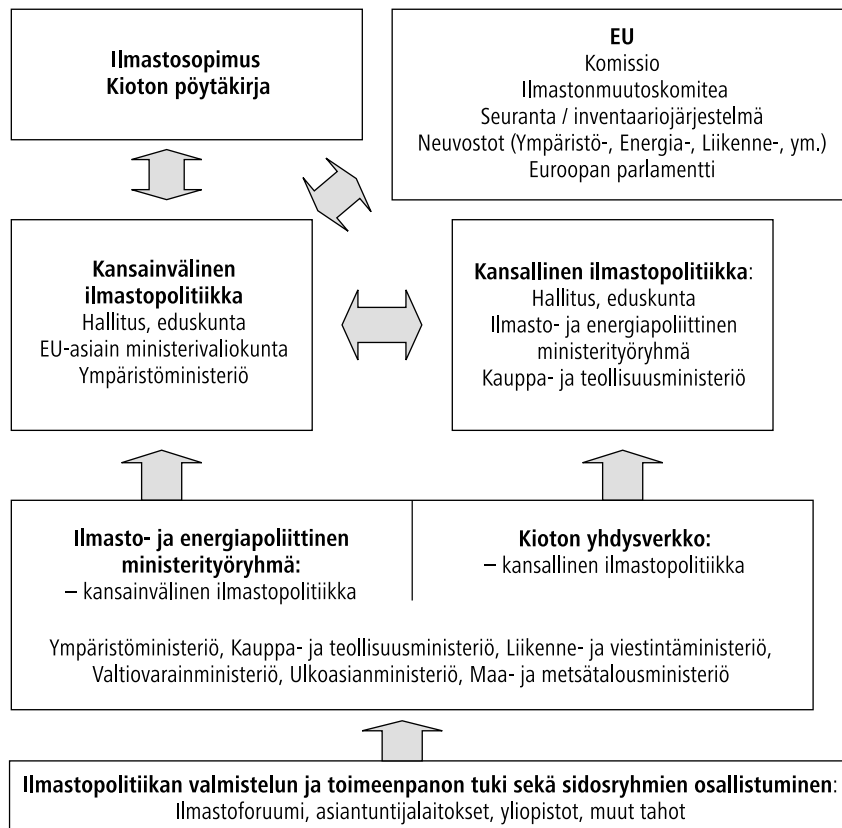 Ilmastosopimus
Kioton pöytäkirja
EU
Komissio
Ilmastonmuutoskomitea
Seuranta / inventaariojärjestelmä
Neuvostot (Ympäristö-, Energia-, Liikenne-, ym.)
Euroopan parlamentti
Kansainvälinen
ilmastopolitiikka
Hallitus, eduskunta
EU-asiain ministerivaliokunta
Ympäristöministeriö
Kansallinen ilmastopolitiikka:
Hallitus, eduskunta
Ilmasto- ja energiapoliittinen
ministerityöryhmä
Kauppa- ja teollisuusministeriö
Ilmasto- ja energiapoliittinen
ministerityöryhmä:
– kansainvälinen ilmastopolitiikka
Kioton yhdysverkko:
– kansallinen ilmastopolitiikka
Ympäristöministeriö, Kauppa- ja teollisuusministeriö, Liikenne- ja viestintäministeriö,
Valtiovarainministeriö, Ulkoasianministeriö, Maa- ja metsätalousministeriö
Ilmastopolitiikan valmistelun ja toimeenpanon tuki sekä sidosryhmien osallistuminen:
Ilmastofoorumi, asiantuntijalaitokset, yliopistot, muut tahot